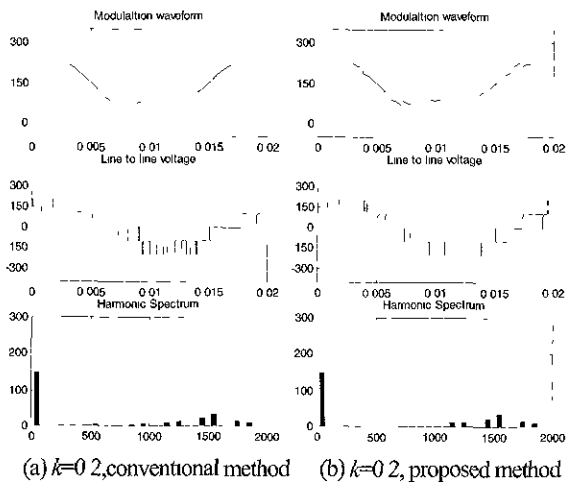 Modulaltion waveform Modulaltion waveform
300 300
150 150
0 0
0 0 005 0 01 0 015 0 02 0 0 005 0 01 0 015 0 02
Line to line voltage Line to line voltage
300 300
150 150
0 0
150 150
-300 -300
0 0 005 0 01 0 015 0 02 0 0 005 0 01 0 015 0 02
Harmonic Spectrum Harmonic Spectrum
300 300
200 200
100 100
0 0
0 500 1000 1500 2000 0 500 1000 1500 2000
(a) k=0 2,conventional method (b) k=0 2, proposed method